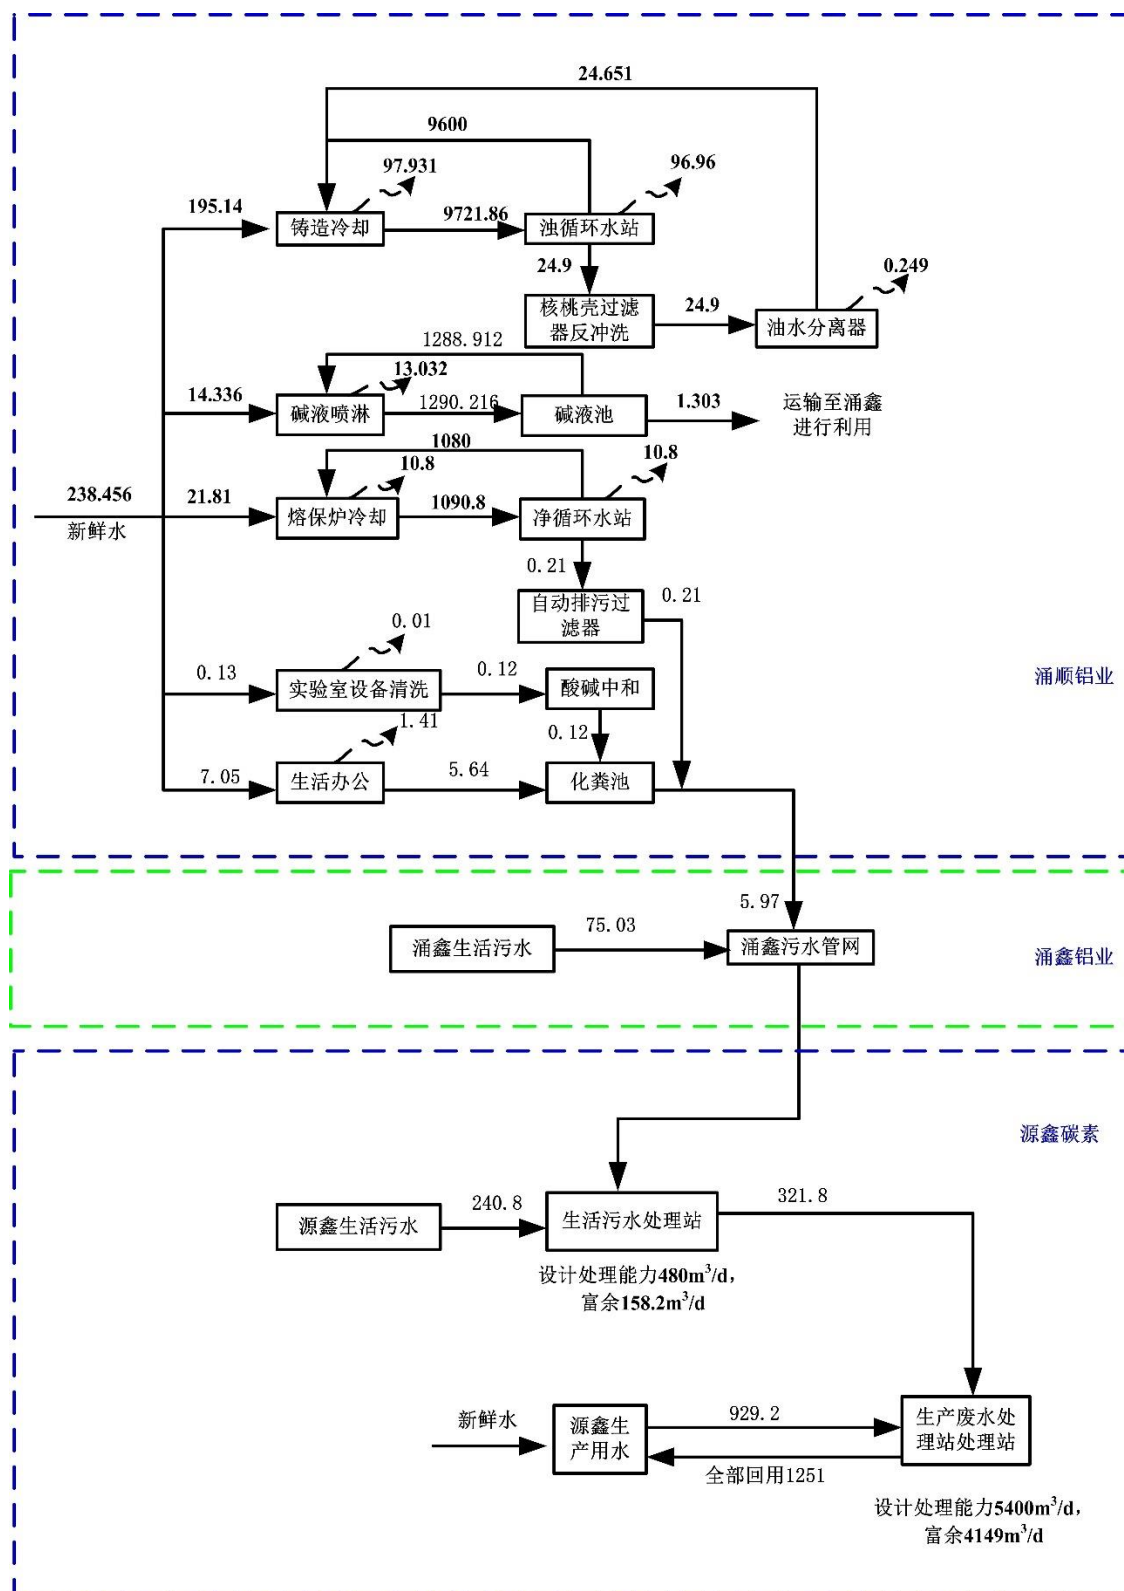 24.651
9600
97.931
96.96
195.14
铸造冷却
9721.86
浊循环水站
24.9
0.249
核桃壳过滤
器反冲洗
24.9
油水分离器
1288.912
13.032
14.336
碱液喷淋
1290.216
碱液池
1.303
运输至涌鑫
进行利用
1080
10.8
10.8
238.456
新鲜水
21.81
熔保炉冷却
1090.8
净循环水站
0.21
自动排污过
滤器
0.21
0.01
0.13
实验室设备清洗
0.12
酸碱中和
涌顺铝业
1.41
0.12
7.05
生活办公
5.64
化粪池
5.97
涌鑫生活污水
75.03
涌鑫污水管网
涌鑫铝业
源鑫碳素
源鑫生活污水
240.8
生活污水处理站
321.8
设计处理能力480m³/d，
富余158.2m³/d
新鲜水
源鑫生
产用水
929.2
全部回用1251
生产废水处
理站处理站
设计处理能力5400m³/d，
富余4149m³/d